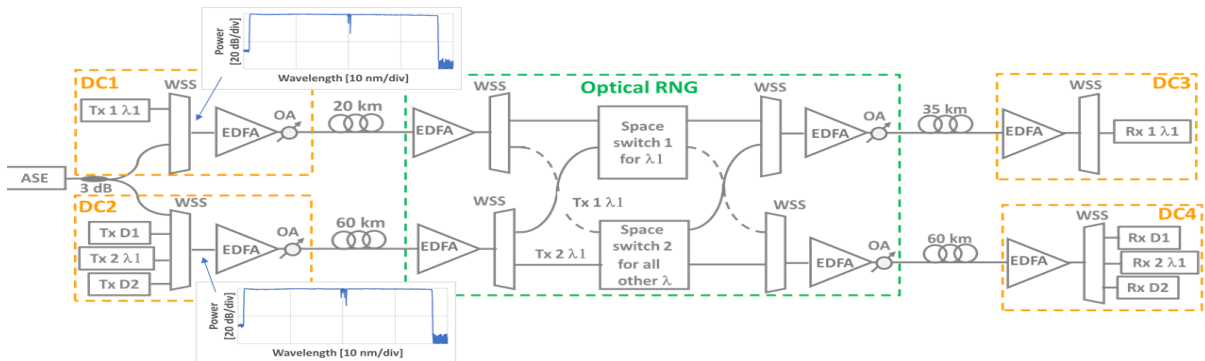 Power
[20 dB/div]
Wavelength [10 nm/div]
DC1
WSS
Tx 1 λ1
EDFA
OA
20 km
Optical RNG
EDFA
WSS
Space
switch 1
for λ1
WSS
EDFA
OA
35 km
DC3
EDFA
WSS
Rx 1 λ1
ASE
3 dB
DC2
WSS
Tx D1
Tx 2 λ1
Tx D2
EDFA
OA
60 km
EDFA
WSS
Tx 1 λ1
Tx 2 λ1
Space
switch 2
for all
other λ
WSS
EDFA
OA
60 km
DC4
EDFA
WSS
Rx D1
Rx 2 λ1
Rx D2
Power
[20 dB/div]
Wavelength [10 nm/div]